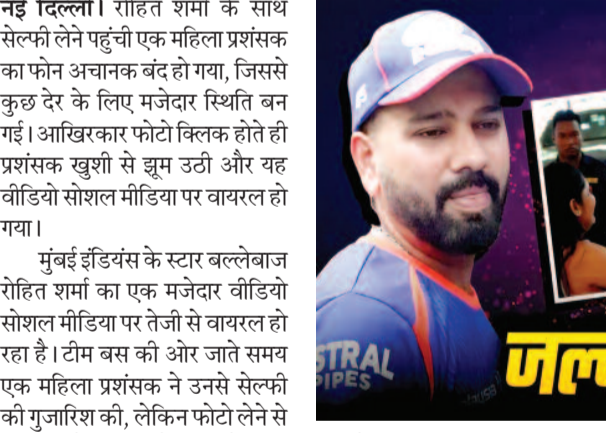 नई दिल्ली। रोहित शर्मा के साथ
सेल्फी लेने पहुंची एक महिला प्रशंसक
का फोन अचानक बंद हो गया, जिससे
कुछ देर के लिए मजेदार स्थिति बन
गई। आखिरकार फोटो क्लिक होते ही
प्रशंसक खुशी से झूम उठी और यह
वीडियो सोशल मीडिया पर वायरल हो
गया।
मुंबई इंडियंस के स्टार बल्लेबाज
रोहित शर्मा का एक मजेदार वीडियो
सोशल मीडिया पर तेजी से वायरल हो
रहा है। टीम बस की ओर जाते समय
एक महिला प्रशंसक ने उनसे सेल्फी
की गुजारिश की, लेकिन फोटो लेने से
STRAL
PIPES